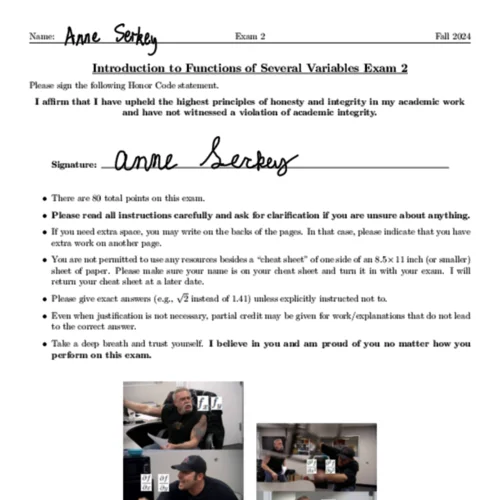 Name: Anne Serkey Exam 2 Fall 2024
Introduction to Functions of Several Variables Exam 2
Please sign the following Honor Code statement.
I affirm that I have upheld the highest principles of honesty and integrity in my academic work
and have not witnessed a violation of academic integrity.
Signature: Anne Serkey
• There are 80 total points on this exam.
• Please read all instructions carefully and ask for clarification if you are unsure about anything.
• If you need extra space, you may write on the backs of the pages. In that case, please indicate that you have
extra work on another page.
• You are not permitted to use any resources besides a “cheat sheet” of one side of an 8.5×11 inch (or smaller)
sheet of paper. Please make sure your name is on your cheat sheet and turn it in with your exam. I will
return your cheat sheet at a later date.
• Please give exact answers (e.g., √2 instead of 1.41) unless explicitly instructed not to.
• Even when justification is not necessary, partial credit may be given for work/explanations that do not lead
to the correct answer.
• Take a deep breath and trust yourself. I believe in you and am proud of you no matter how you
perform on this exam.